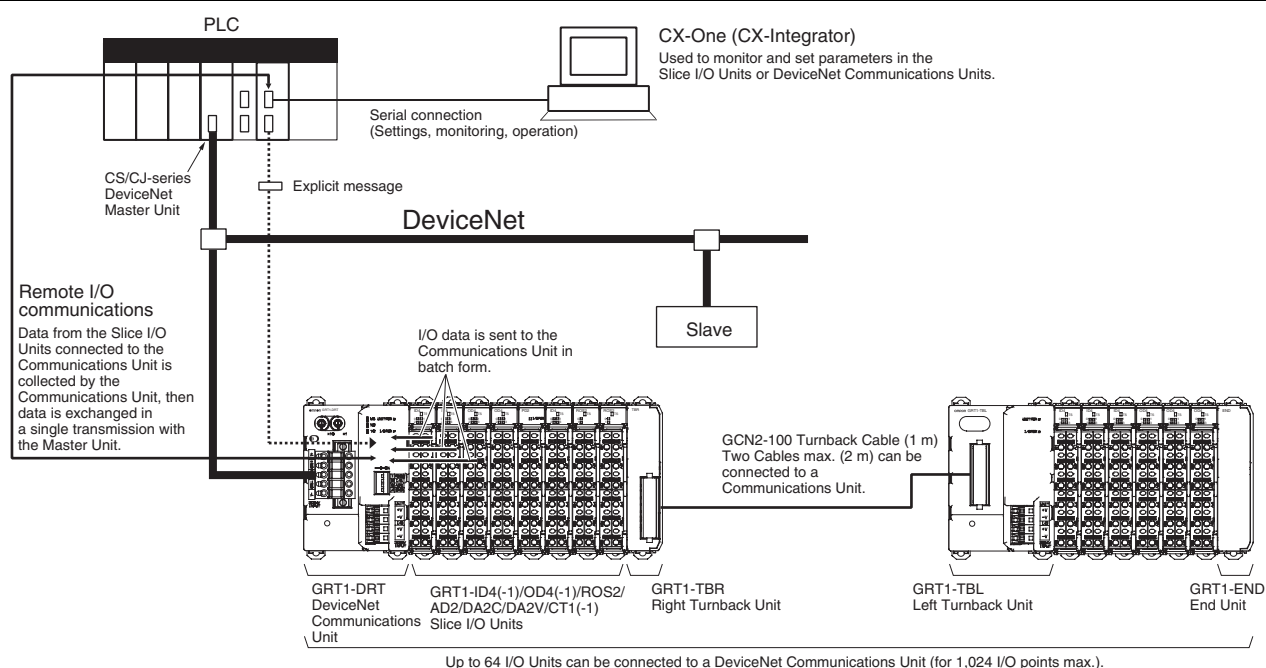 PLC
CX-One (CX-Integrator)
Used to monitor and set parameters in the
Slice I/O Units or DeviceNet Communications Units.
Serial connection
(Settings, monitoring, operation)
CS/CJ-series
DeviceNet
Master Unit
Explicit message
DeviceNet
Remote I/O
communications
Data from the Slice I/O
Units connected to the
Communications Unit is
collected by the
Communications Unit, then
data is exchanged in
a single transmission with
the Master Unit.
I/O data is sent to the
Communications Unit in
batch form.
Slave
GCN2-100 Turnback Cable (1 m)
Two Cables max. (2 m) can be
connected to a
Communications Unit.
TBR
GRT1-TBL
END
GRT1-DRT
DeviceNet
Communications
Unit
GRT1-ID4(-1)/OD4(-1)/ROS2/
AD2/DA2C/DA2V/CT1(-1)
Slice I/O Units
GRT1-TBR
Right Turnback Unit
GRT1-TBL
Left Turnback Unit
GRT1-END
End Unit
Up to 64 I/O Units can be connected to a DeviceNet Communications Unit (for 1,024 I/O points max.).